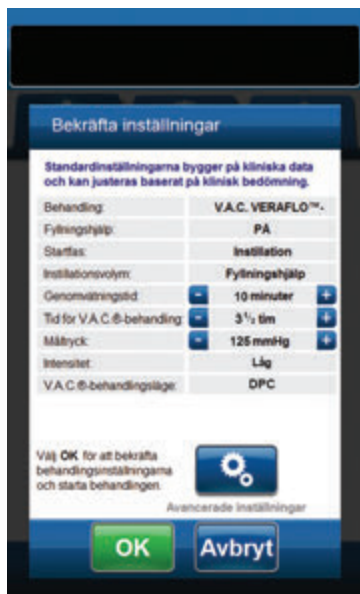 Bekräfta inställningar
Standardinställningarna bygger på kliniska data
och kan justeras baserat på klinisk bedömning.
Behandling: V.A.C. VERAFLO™-
Fyllningshjälp: PÅ
Startfas: Instillation
Instillationsvolym: Fyllningshjälp
Genomvätningstid: - 10 minuter +
Tid för V.A.C.®-behandling: - 3 1/2 tim +
Måltryck: - 125 mmHg +
Intensitet: Låg
V.A.C.®-behandlingsläge: DPC
Välj OK för att bekräfta
behandlingsinställningarna
och starta behandlingen.
Avancerade inställningar
OK Avbryt